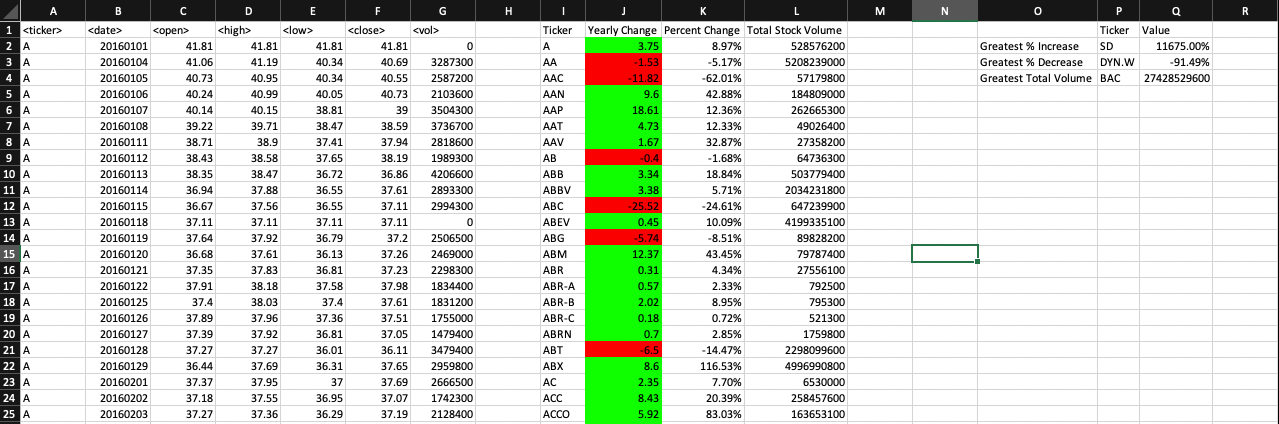 A B C D E F G H I J K L M N O P Q R
1 <ticker> <date> <open> <high> <low> <close> <vol> Ticker Yearly Change Percent Change Total Stock Volume Ticker Value
2 A 20160101 41.81 41.81 41.81 41.81 0 A 3.75 8.97% 528576200 Greatest % Increase SD 11675.00%
3 A 20160104 41.06 41.19 40.34 40.69 3287300 AA -1.53 -5.17% 5208239000 Greatest % Decrease DYN.W -91.49%
4 A 20160105 40.73 40.95 40.34 40.55 2587200 AAC -11.82 -62.01% 57179800 Greatest Total Volume BAC 27428529600
5 A 20160106 40.24 40.99 40.05 40.73 2103600 AAN 9.6 42.88% 184809000
6 A 20160107 40.14 40.15 38.81 39 3504300 AAP 18.61 12.36% 262665300
7 A 20160108 39.22 39.71 38.47 38.59 3736700 AAT 4.73 12.33% 49026400
8 A 20160111 38.71 38.9 37.41 37.94 2818600 AAV 1.67 32.87% 27358200
9 A 20160112 38.43 38.58 37.65 38.19 1989300 AB -0.4 -1.68% 64736300
10 A 20160113 38.35 38.47 36.72 36.86 4206600 ABB 3.34 18.84% 503779400
11 A 20160114 36.94 37.88 36.55 37.61 2893300 ABBV 3.38 5.71% 2034231800
12 A 20160115 36.67 37.56 36.55 37.11 2994300 ABC -25.52 -24.61% 647239900
13 A 20160118 37.11 37.11 37.11 37.11 0 ABEV 0.45 10.09% 4199335100
14 A 20160119 37.64 37.92 36.79 37.2 2506500 ABG -5.74 -8.51% 89828200
15 A 20160120 36.68 37.61 36.13 37.26 2469000 ABM 12.37 43.45% 79787400
16 A 20160121 37.35 37.83 36.81 37.23 2298300 ABR 0.31 4.34% 27556100
17 A 20160122 37.91 38.18 37.58 37.98 1834400 ABR-A 0.57 2.33% 792500
18 A 20160125 37.4 38.03 37.4 37.61 1831200 ABR-B 2.02 8.95% 795300
19 A 20160126 37.89 37.96 37.36 37.51 1755000 ABR-C 0.18 0.72% 521300
20 A 20160127 37.39 37.92 36.81 37.05 1479400 ABRN 0.7 2.85% 1759800
21 A 20160128 37.27 37.27 36.01 36.11 3479400 ABT -6.5 -14.47% 2298099600
22 A 20160129 36.44 37.69 36.31 37.65 2959800 ABX 8.6 116.53% 4996990800
23 A 20160201 37.37 37.95 37 37.69 2666500 AC 2.35 7.70% 6530000
24 A 20160202 37.18 37.55 36.95 37.07 1742300 ACC 8.43 20.39% 258457600
25 A 20160203 37.27 37.36 36.29 37.19 2128400 ACCO 5.92 83.03% 163653100